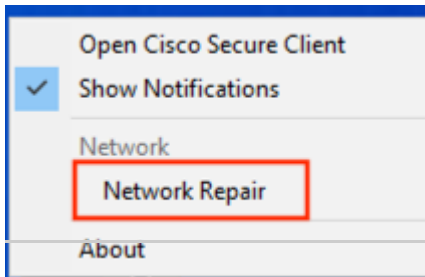 Open Cisco Secure Client
Show Notifications
Network
Network Repair
About